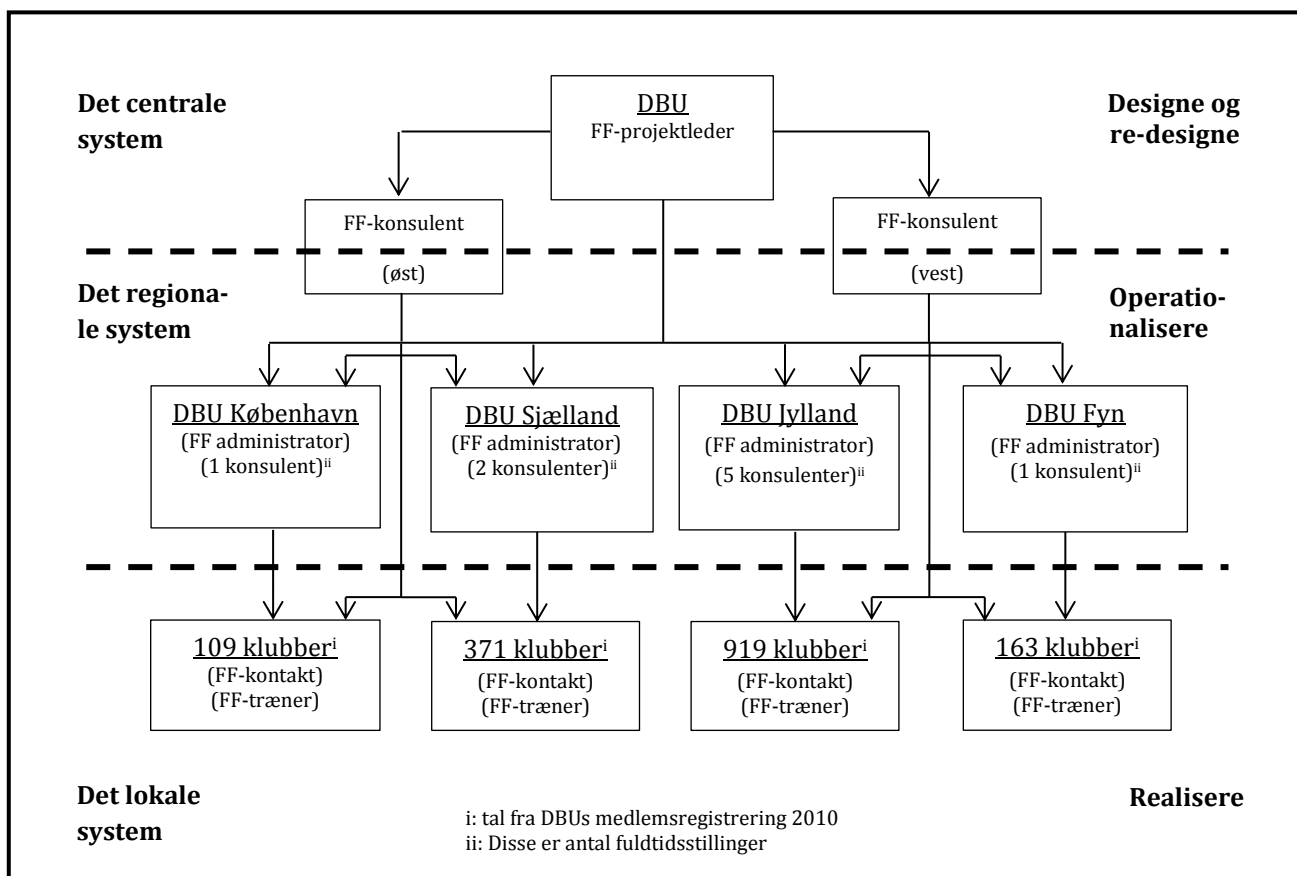 Det centrale
system
DBU
FF-projektleder
Designe og
re-designe
FF-konsulent
(øst)
FF-konsulent
(vest)
Det regiona-
le system
Operatio-
nalisere
DBU København
(FF administrator)
(1 konsulent)ii
DBU Sjælland
(FF administrator)
(2 konsulenter)ii
DBU Jylland
(FF administrator)
(5 konsulenter)ii
DBU Fyn
(FF administrator)
(1 konsulent)ii
109 klubberi
(FF-kontakt)
(FF-træner)
371 klubberi
(FF-kontakt)
(FF-træner)
919 klubberi
(FF-kontakt)
(FF-træner)
163 klubberi
(FF-kontakt)
(FF-træner)
Det lokale
system
i: tal fra DBUs medlemsregistrering 2010
ii: Disse er antal fuldtidsstillinger
Realisere